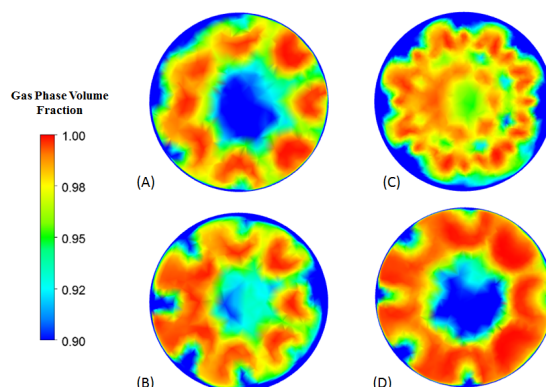 Gas Phase Volume
Fraction
1.00
0.98
0.95
0.92
0.90
(A)
(C)
(B)
(D)